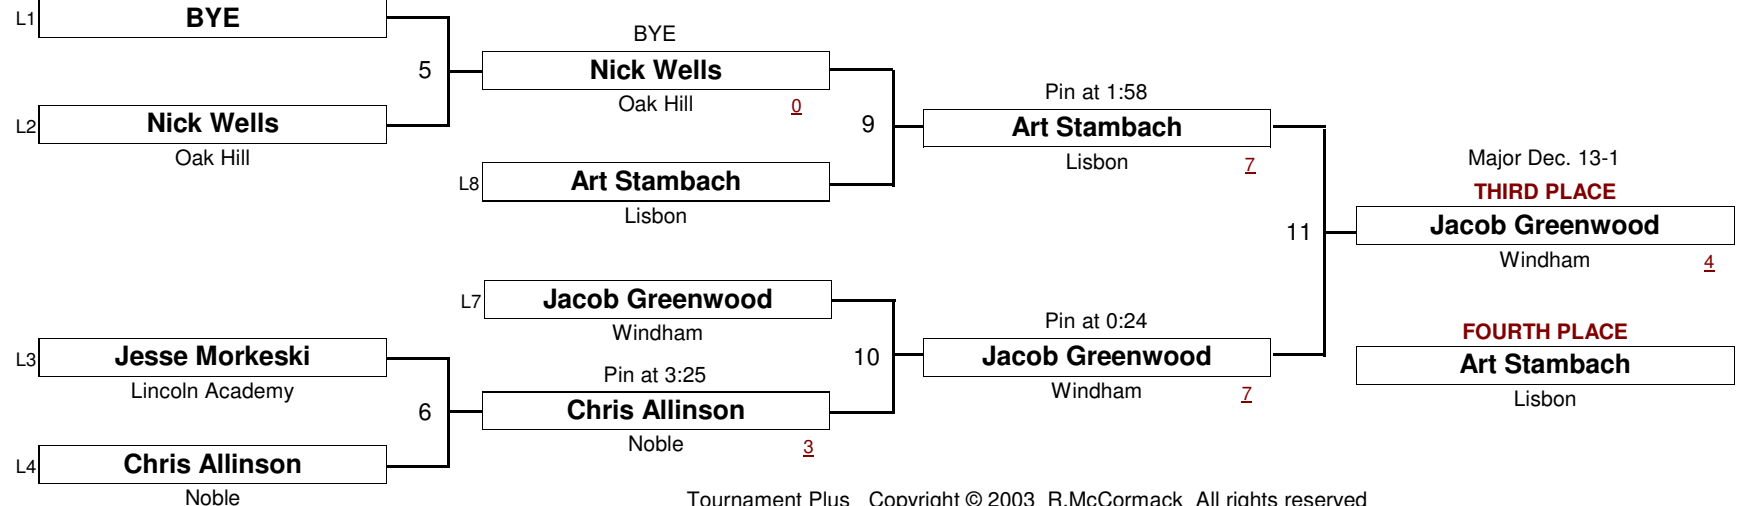 L1 BYE
BYE
5 Nick Wells
Oak Hill 0
Pin at 1:58
L2 Nick Wells
Oak Hill
9 Art Stambach
Lisbon 7
L8 Art Stambach
Lisbon
Major Dec. 13-1
THIRD PLACE
11 Jacob Greenwood
Windham 4
L7 Jacob Greenwood
Windham
Pin at 0:24
L3 Jesse Morkeski
Lincoln Academy
10 Jacob Greenwood
Windham 7
FOURTH PLACE
Art Stambach
Lisbon
Pin at 3:25
6 Chris Allinson
Noble 3
L4 Chris Allinson
Noble
Tournament Plus Copyright © 2003 R.McCormack All rights reserved